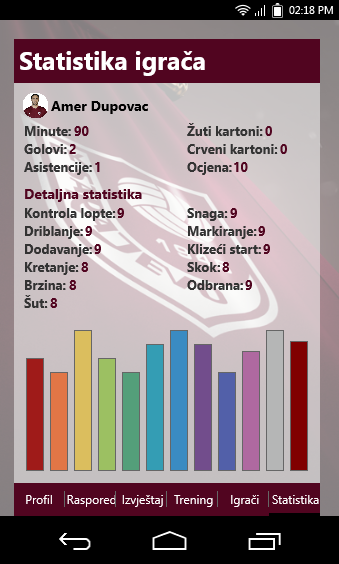 02:18 PM
Statistika igrača
Amer Dupovac
Minute: 90 Žuti kartoni: 0
Golovi: 2 Crveni kartoni: 0
Asistencije: 1 Ocjena: 10
Detaljna statistika
Kontrola lopte: 9 Snaga: 9
Driblanje: 9 Markiranje: 9
Dodavanje: 9 Klizeći start: 9
Kretanje: 8 Skok: 8
Brzina: 8 Odbrana: 9
Šut: 8
Profil Raspored Izvještaj Trening Igrači Statistika